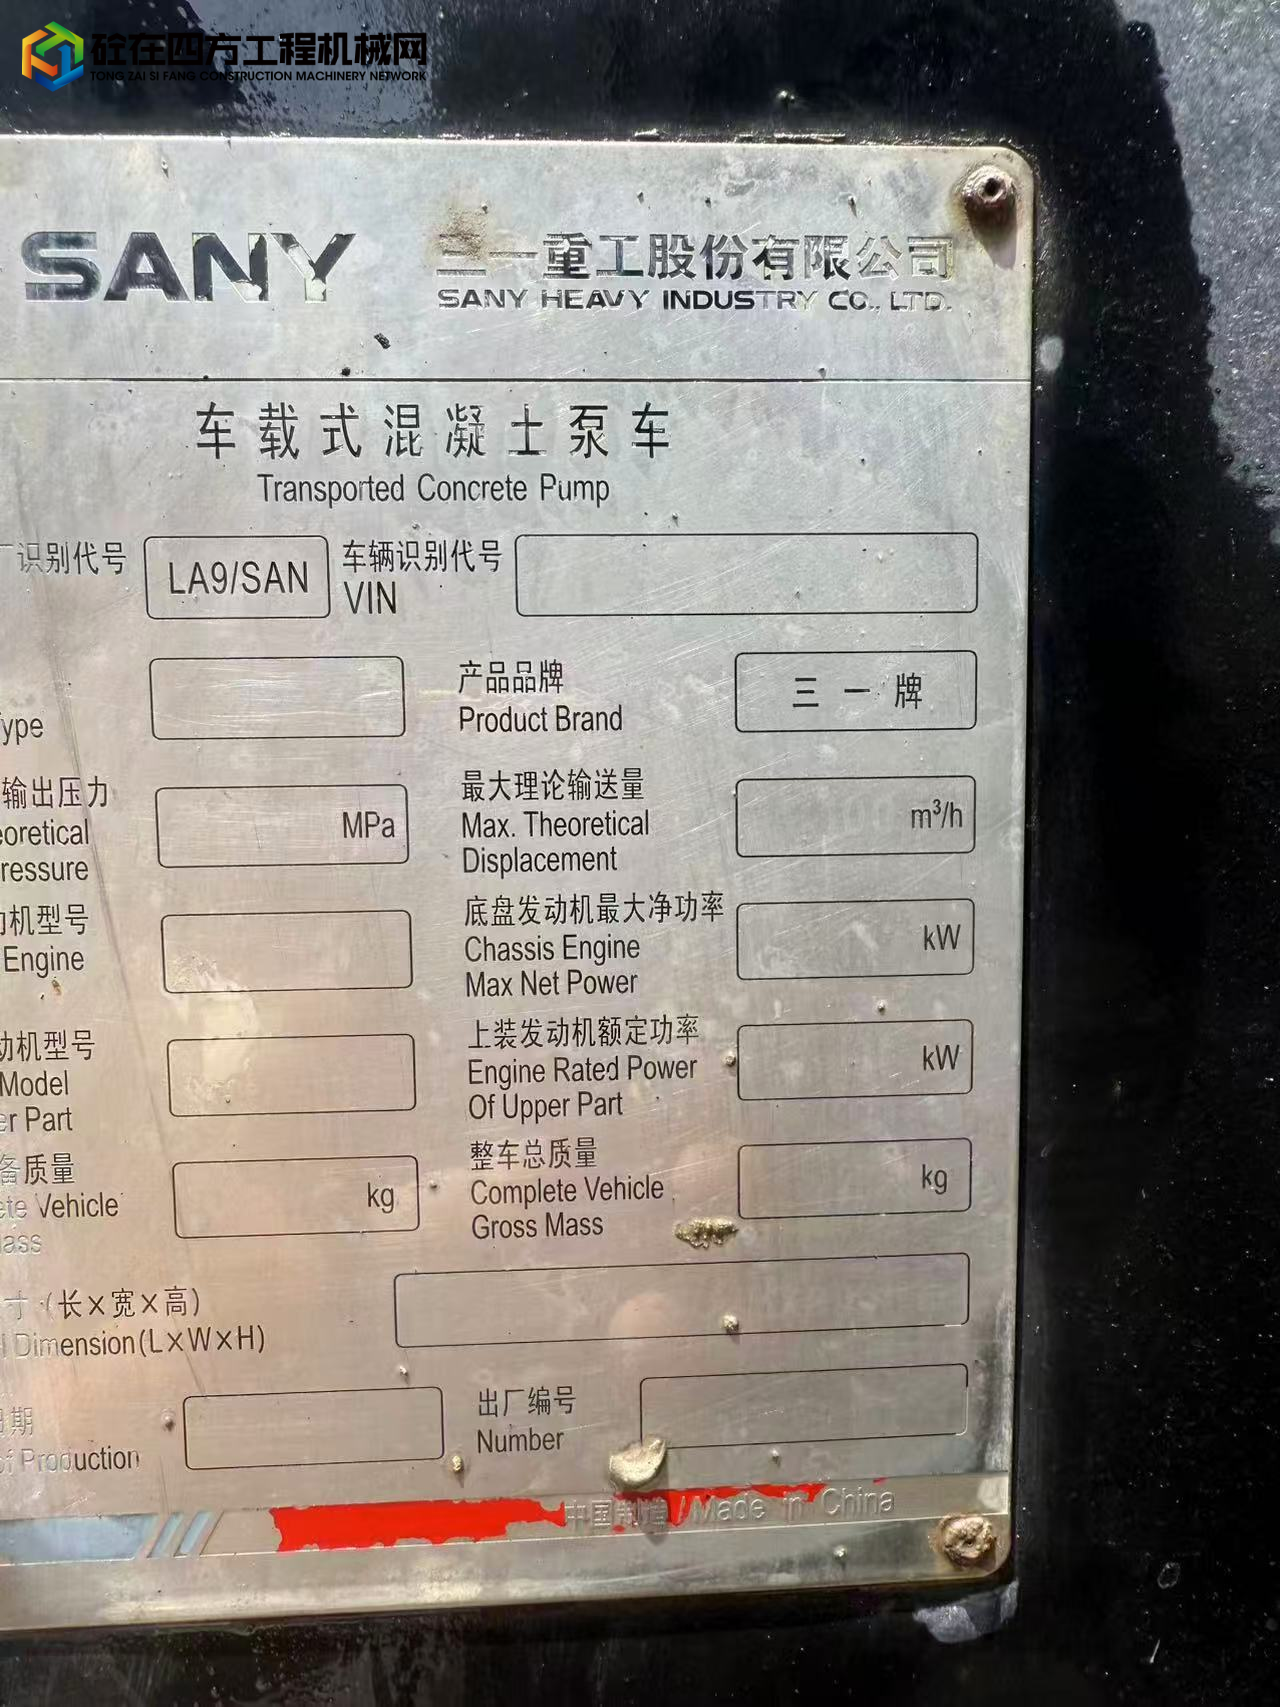 砼在四方工程机械网
TONG ZAI SI FANG CONSTRUCTION MACHINERY NETWORK
SANY 三一重工股份有限公司
SANY HEAVY INDUSTRY CO., LTD.
车载式混凝土泵车
Transported Concrete Pump
识别代号 LA9/SAN 车辆识别代号
VIN
产品品牌 三一牌
ype Product Brand
输出压力 MPa 最大理论输送量 m³/h
eoretical Max. Theoretical
ressure Displacement
机型号 底盘发动机最大净功率 kW
Engine Chassis Engine
Max Net Power
动机型号 上装发动机额定功率 kW
Model Engine Rated Power
er Part Of Upper Part
备质量 kg 整车总质量 kg
ete Vehicle Complete Vehicle
ass Gross Mass
寸(长×宽×高)
l Dimension(L×W×H)
日期 出厂编号
of Production Number
中国制造/Made in China